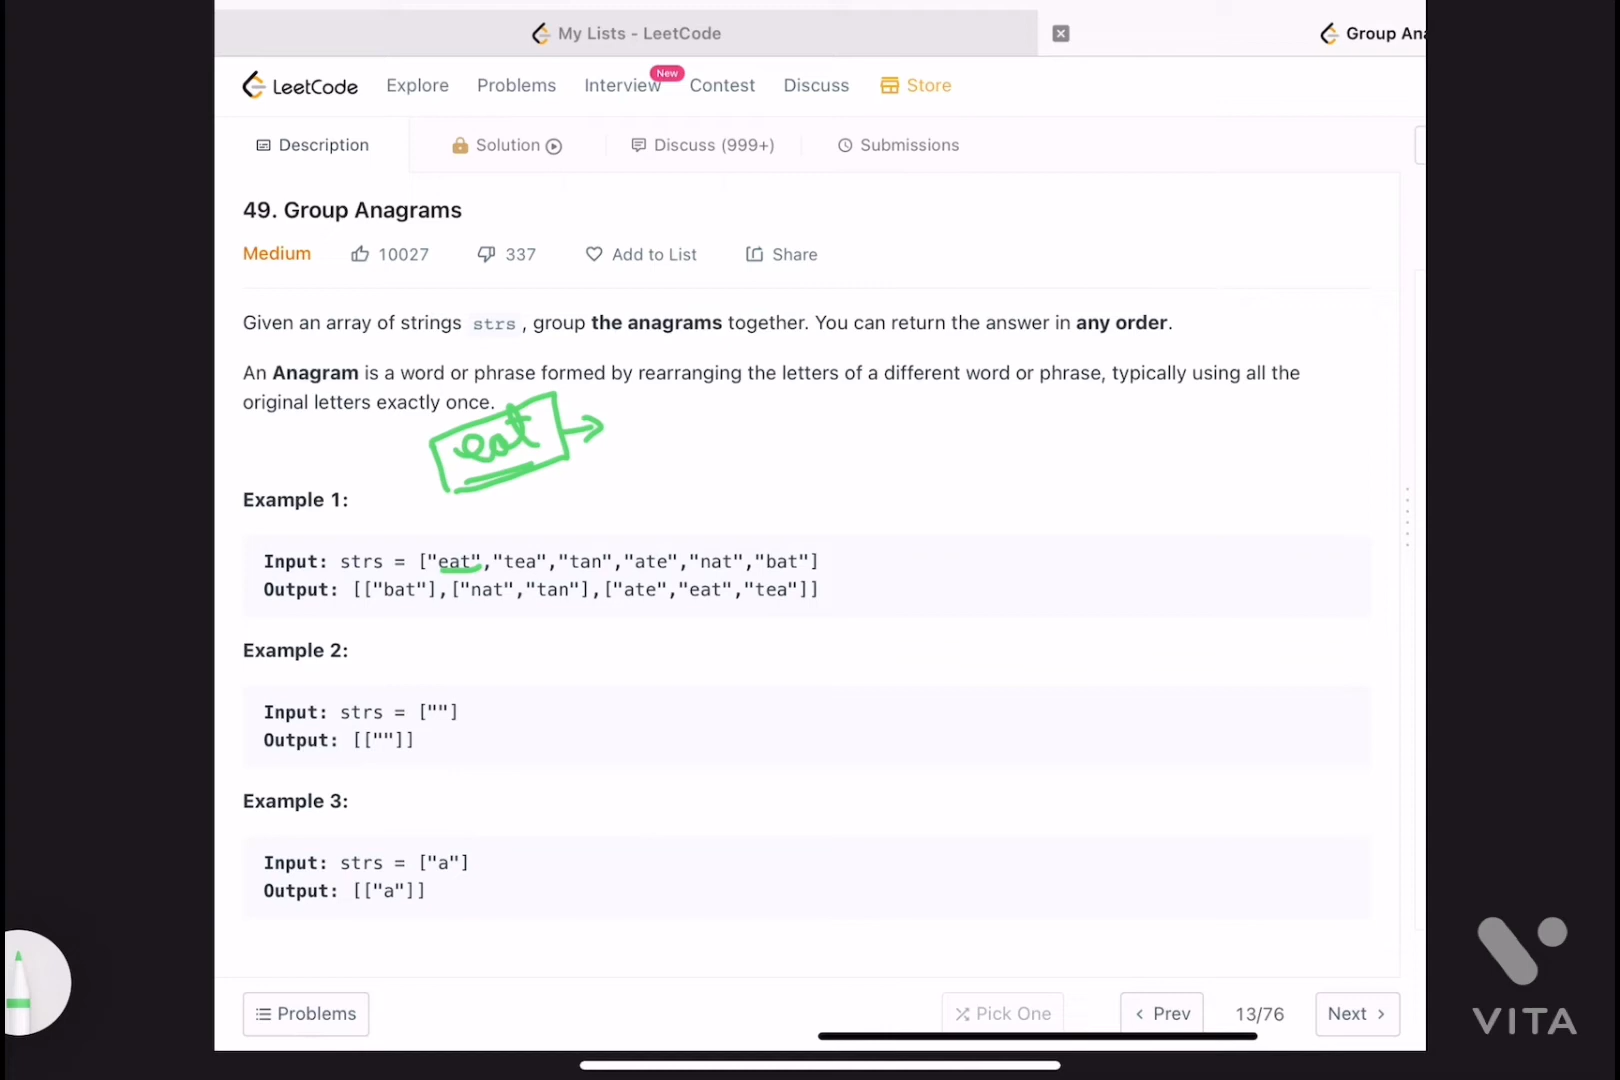 My Lists - LeetCode
Group Ana
LeetCode Explore Problems Interview New Contest Discuss Store
Description Solution Discuss (999+) Submissions
49. Group Anagrams
Medium 10027 337 Add to List Share
Given an array of strings strs, group the anagrams together. You can return the answer in any order.
An Anagram is a word or phrase formed by rearranging the letters of a different word or phrase, typically using all the
original letters exactly once.
eat
Example 1:
Input: strs = ["eat","tea","tan","ate","nat","bat"]
Output: [["bat"],["nat","tan"],["ate","eat","tea"]]
Example 2:
Input: strs = [""]
Output: [[""]]
Example 3:
Input: strs = ["a"]
Output: [["a"]]
Problems Pick One Prev 13/76 Next
VITA